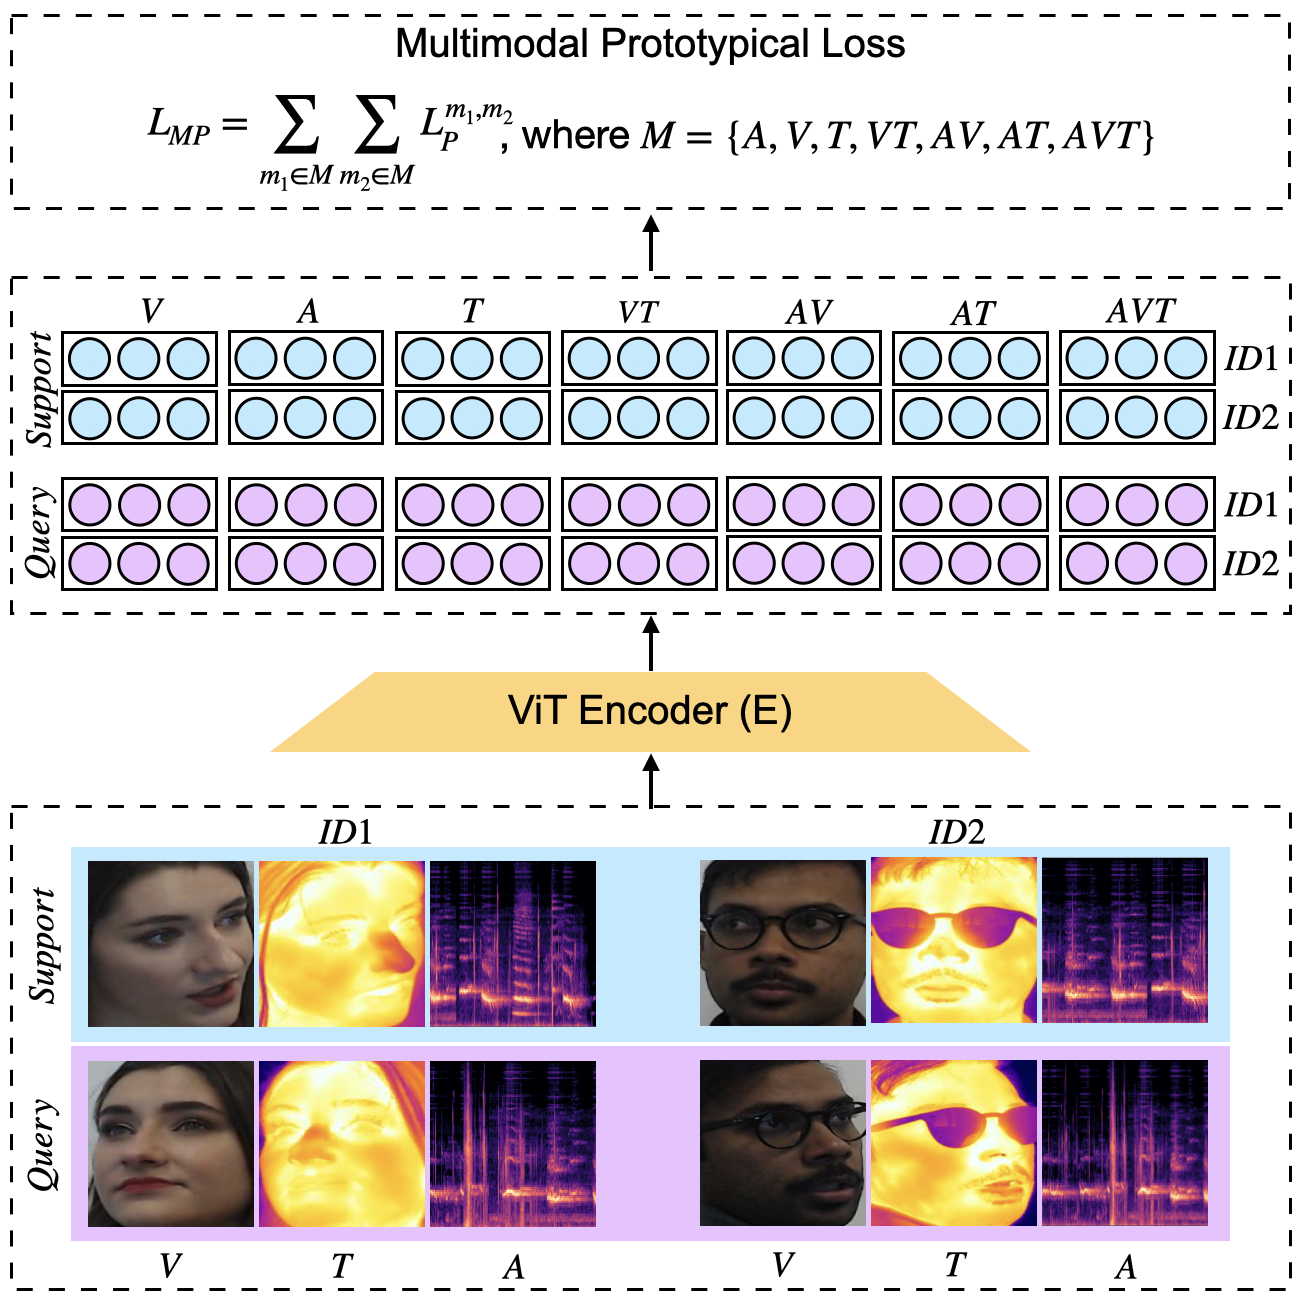 Multimodal Prototypical Loss
L_{MP} = \sum_{m_1 \in M} \sum_{m_2 \in M} L_P^{m_1,m_2}, where M = {A, V, T, VT, AV, AT, AVT}
V A T VT AV AT AVT
Support
ID1
ID2
Query
ID1
ID2
ViT Encoder (E)
ID1 ID2
Support
Query
V T A V T A